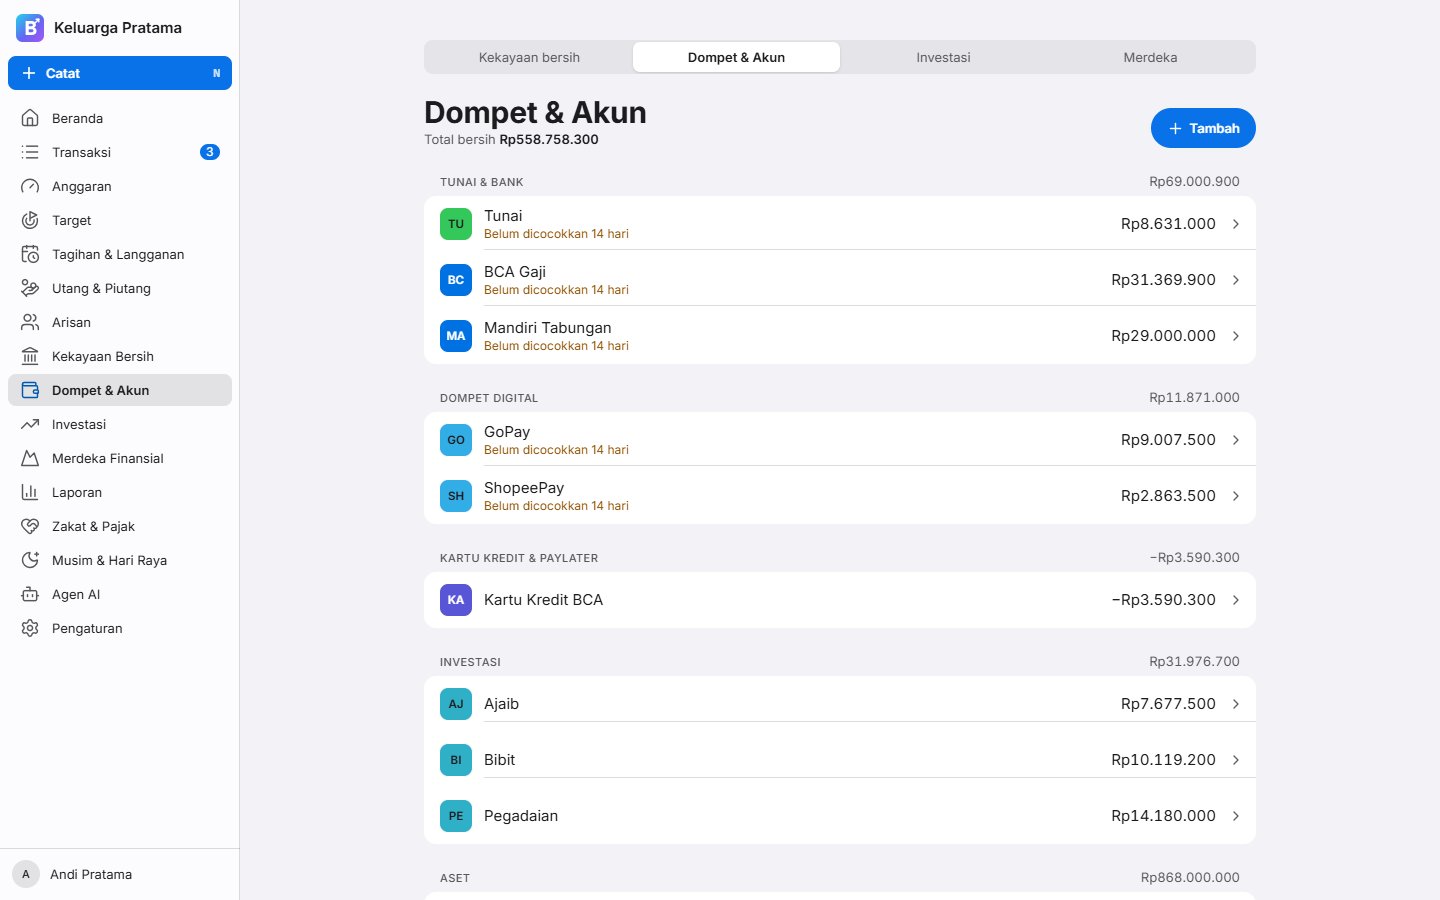 Keluarga Pratama
Catat N
Beranda
Transaksi 3
Anggaran
Target
Tagihan & Langganan
Utang & Piutang
Arisan
Kekayaan Bersih
Dompet & Akun
Investasi
Merdeka Finansial
Laporan
Zakat & Pajak
Musim & Hari Raya
Agen AI
Pengaturan
A Andi Pratama
Kekayaan bersih Dompet & Akun Investasi Merdeka
Dompet & Akun
Total bersih Rp558.758.300
Tambah
TUNAI & BANK Rp69.000.900
TU Tunai Rp8.631.000
Belum dicocokkan 14 hari
BC BCA Gaji Rp31.369.900
Belum dicocokkan 14 hari
MA Mandiri Tabungan Rp29.000.000
Belum dicocokkan 14 hari
DOMPET DIGITAL Rp11.871.000
GO GoPay Rp9.007.500
Belum dicocokkan 14 hari
SH ShopeePay Rp2.863.500
Belum dicocokkan 14 hari
KARTU KREDIT & PAYLATER −Rp3.590.300
KA Kartu Kredit BCA −Rp3.590.300
INVESTASI Rp31.976.700
AJ Ajaib Rp7.677.500
BI Bibit Rp10.119.200
PE Pegadaian Rp14.180.000
ASET Rp868.000.000